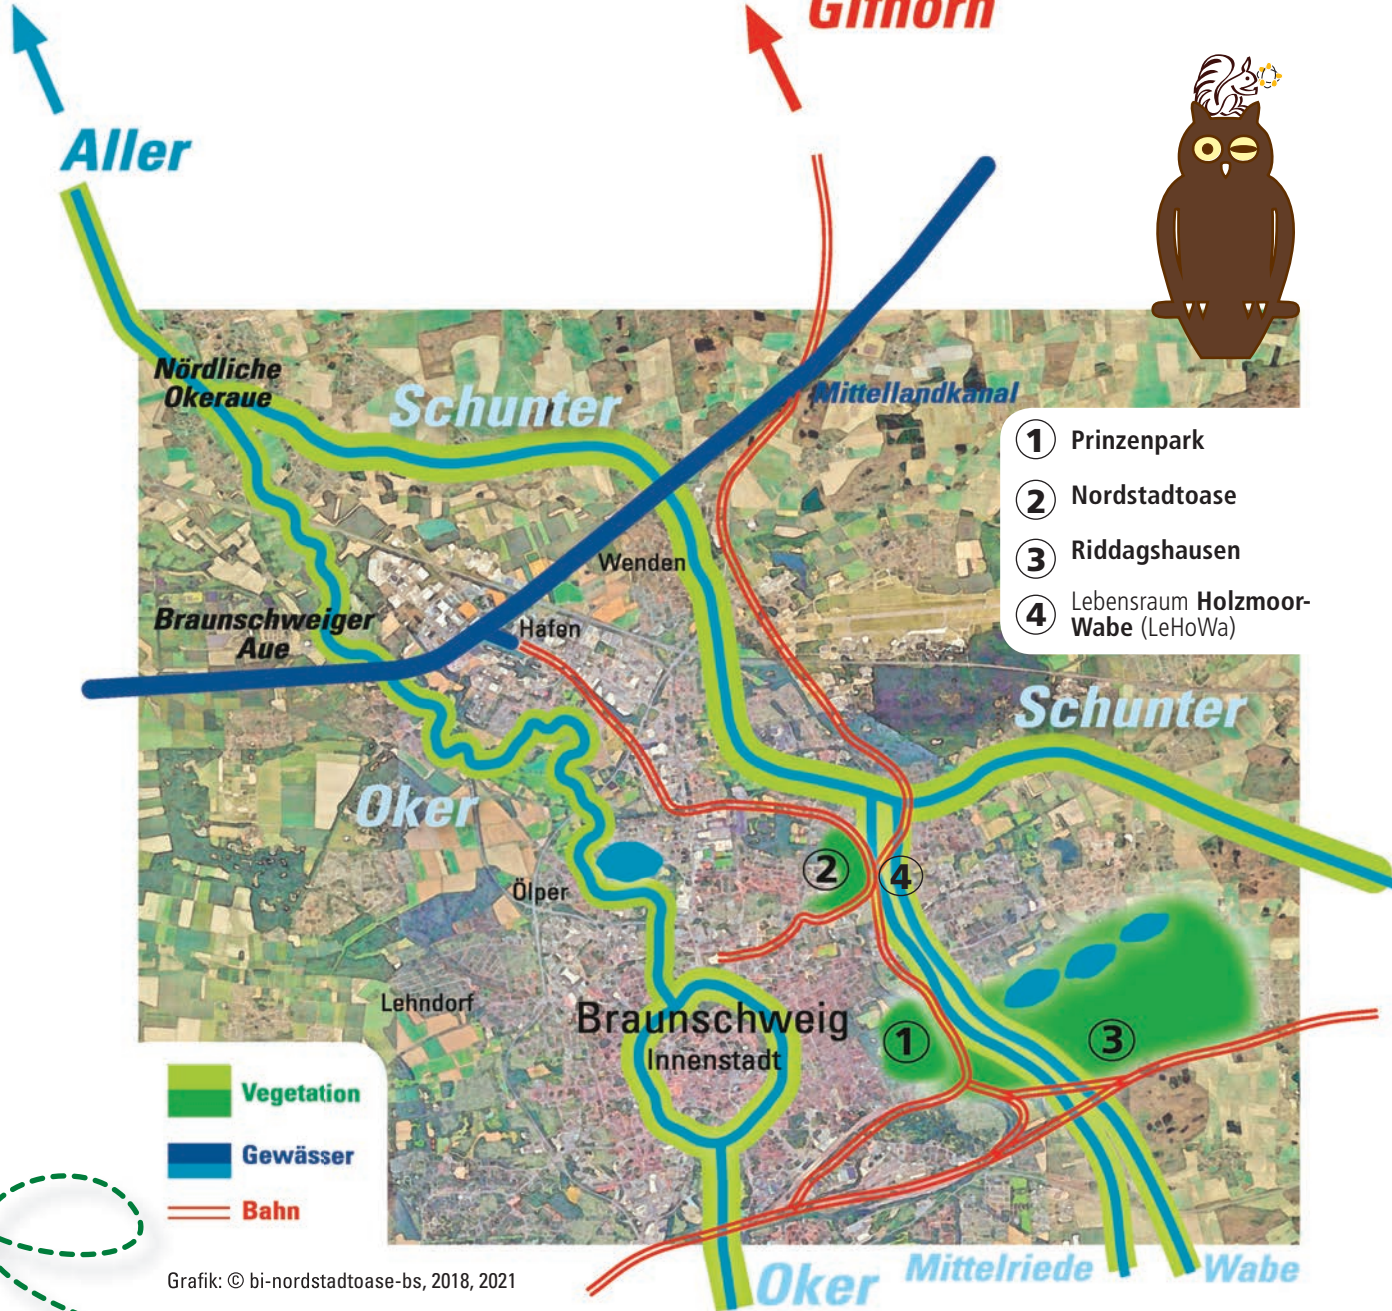 Gifhorn
Aller
Nördliche
Okeraue
Schunter
Mittellandkanal
1 Prinzenpark
2 Nordstadtoase
3 Riddagshausen
4 Lebensraum Holzmoor-
Wabe (LeHoWa)
Wenden
Braunschweiger
Aue
Hafen
Schunter
Oker
2
4
Ölper
Lehndorf
Braunschweig
Innenstadt
1
3
Vegetation
Gewässer
Bahn
Grafik: © bi-nordstadtoase-bs, 2018, 2021
Oker
Mittelriede
Wabe